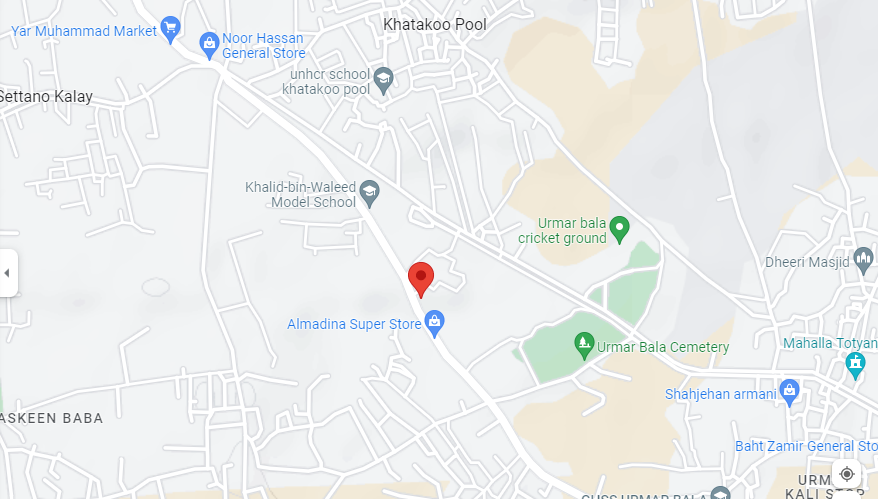 Khatakoo Pool
Yar Muhammad Market
Noor Hassan
General Store
unhcr school
khatakoo pool
Settano Kalay
Khalid-bin-Waleed
Model School
Urmar bala
cricket ground
Dheeri Masjid
Almadina Super Store
Urmar Bala Cemetery
Mahalla Totyan
Shahjehan armani
ASKEEN BABA
Baht Zamir General Sto
URM
KALI STOP
GHSS URMAR BALA